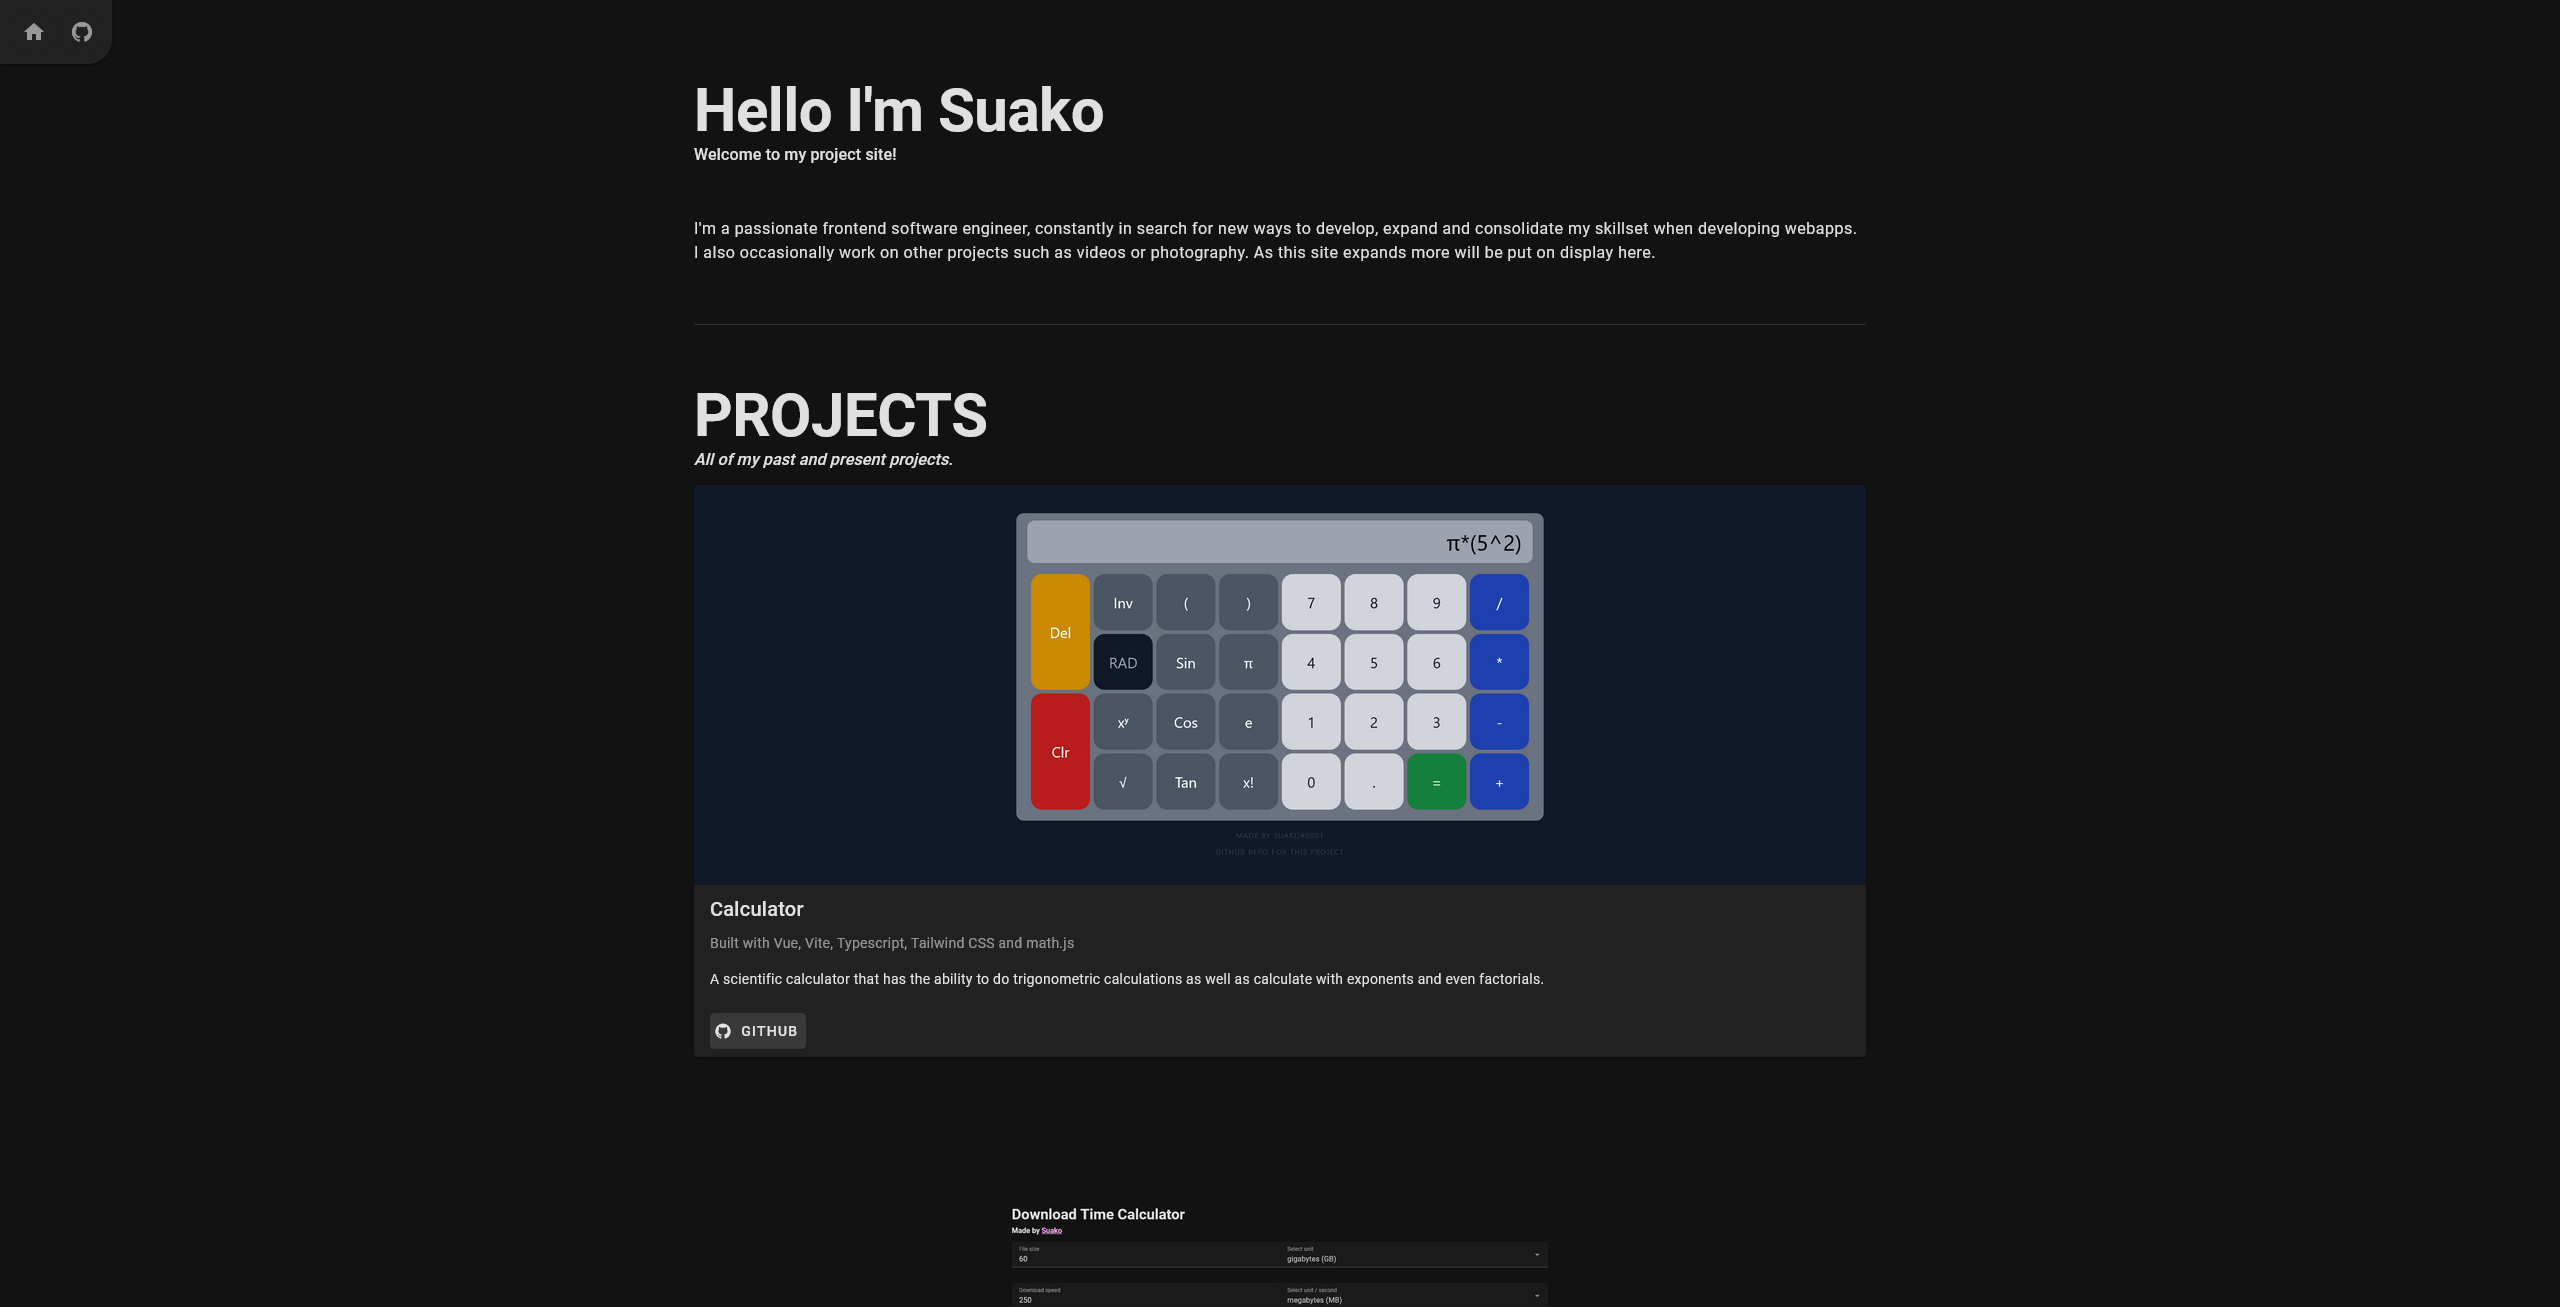 Hello I'm Suako
Welcome to my project site!
I'm a passionate frontend software engineer, constantly in search for new ways to develop, expand and consolidate my skillset when developing webapps.
I also occasionally work on other projects such as videos or photography. As this site expands more will be put on display here.
PROJECTS
All of my past and present projects.
π*(5^2)
Del
Inv ( ) 7 8 9 /
RAD Sin π 4 5 6 *
Clr
xʸ Cos e 1 2 3 -
√ Tan x! 0 . = +
MADE BY SUAKO#0001
GITHUB REPO FOR THIS PROJECT
Calculator
Built with Vue, Vite, Typescript, Tailwind CSS and math.js
A scientific calculator that has the ability to do trigonometric calculations as well as calculate with exponents and even factorials.
GITHUB
Download Time Calculator
Made by Suako
File size
60
Select unit
gigabytes (GB)
Download speed
250
Select unit / second
megabytes (MB)